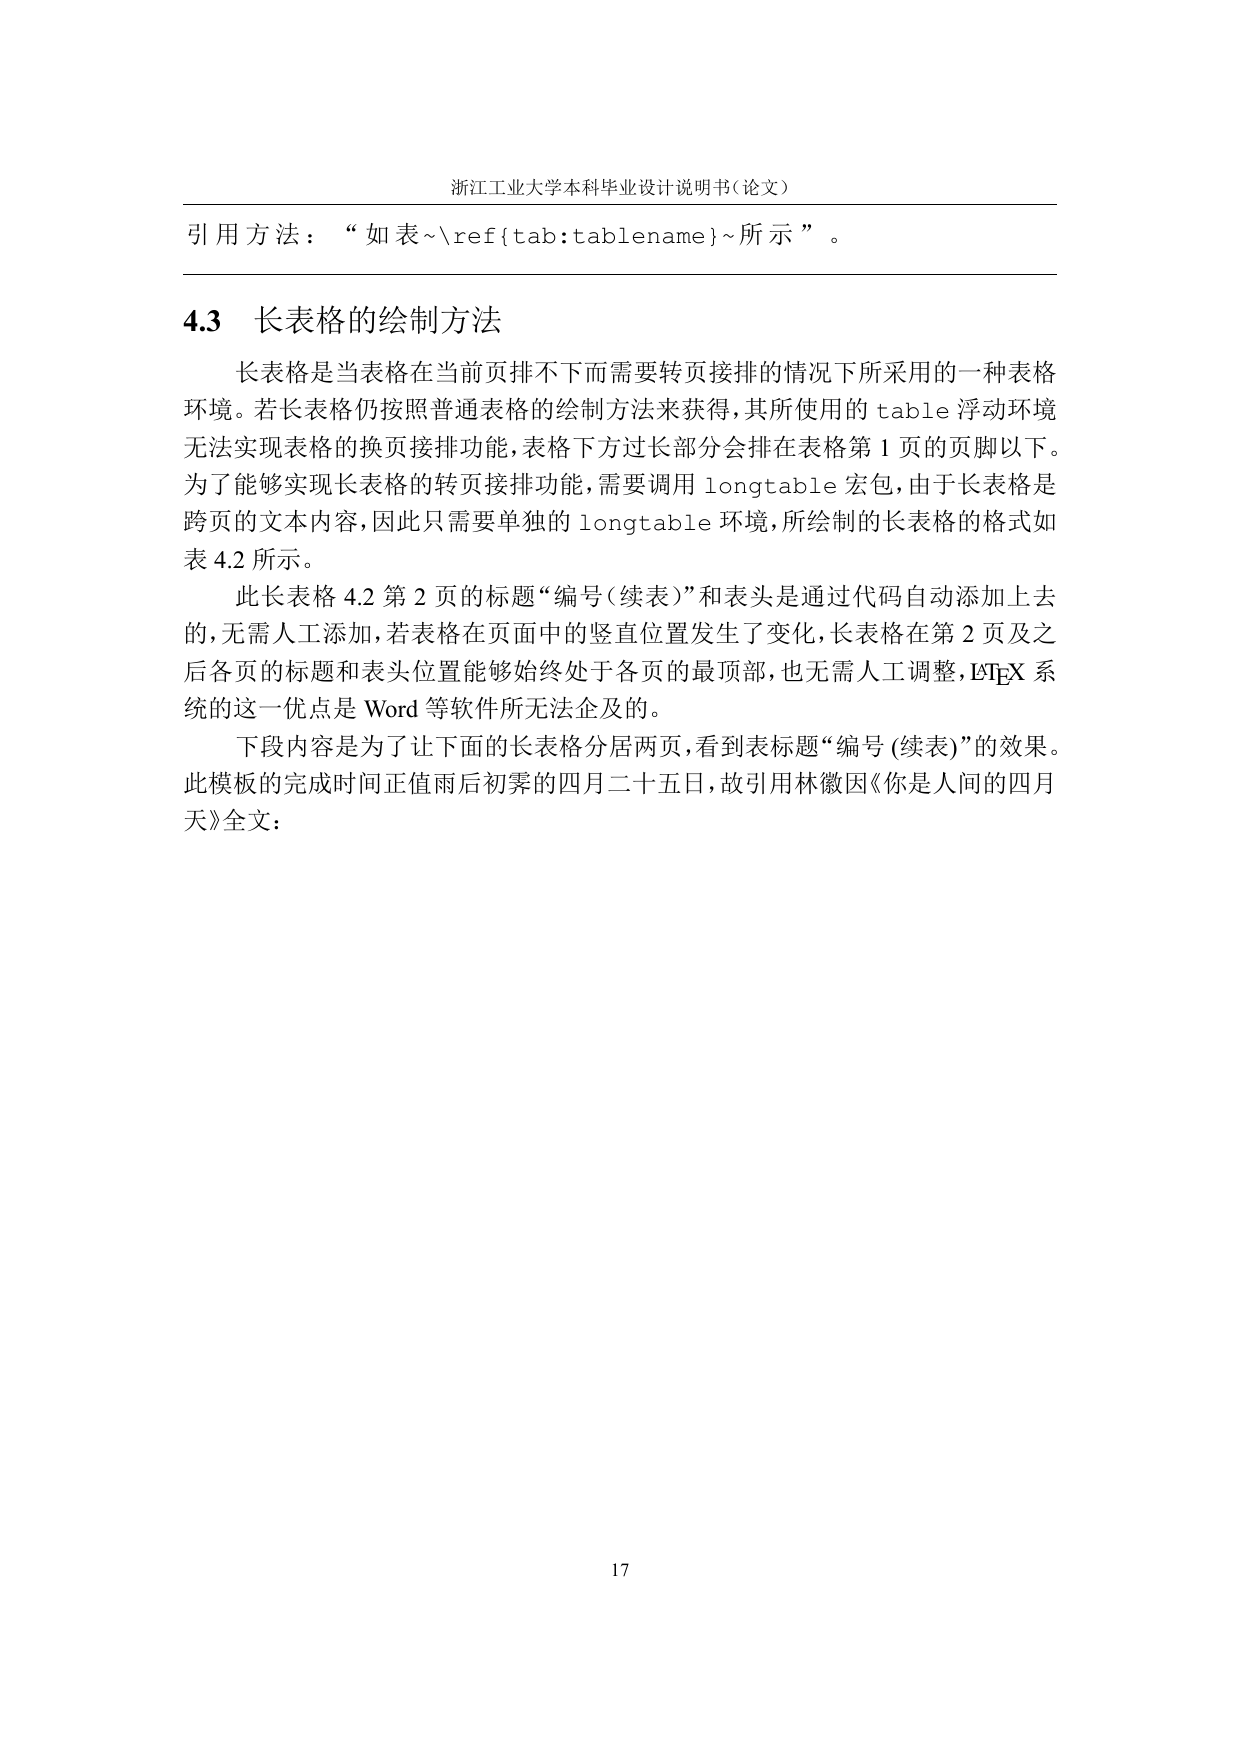 浙江工业大学本科毕业设计说明书(论文)
引用方法：“如表~\ref{tab:tablename}~所示”。
4.3 长表格的绘制方法
长表格是当表格在当前页排不下而需要转页接排的情况下所采用的一种表格
环境。若长表格仍按照普通表格的绘制方法来获得,其所使用的 table 浮动环境
无法实现表格的换页接排功能,表格下方过长部分会排在表格第 1 页的页脚以下。
为了能够实现长表格的转页接排功能,需要调用 longtable 宏包,由于长表格是
跨页的文本内容,因此只需要单独的 longtable 环境,所绘制的长表格的格式如
表 4.2 所示。
此长表格 4.2 第 2 页的标题“编号(续表)”和表头是通过代码自动添加上去
的,无需人工添加,若表格在页面中的竖直位置发生了变化,长表格在第 2 页及之
后各页的标题和表头位置能够始终处于各页的最顶部,也无需人工调整,LATEX 系
统的这一优点是 Word 等软件所无法企及的。
下段内容是为了让下面的长表格分居两页,看到表标题“编号 (续表)”的效果。
此模板的完成时间正值雨后初霁的四月二十五日,故引用林徽因《你是人间的四月
天》全文:
17